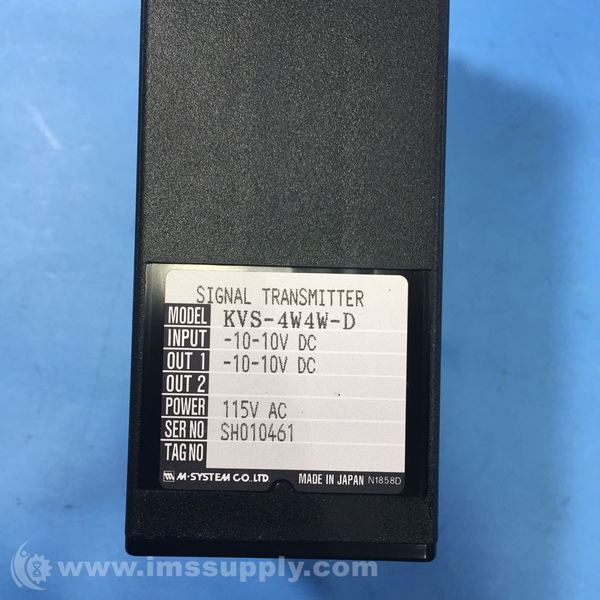 SIGNAL TRANSMITTER
MODEL KVS-4W4W-D
INPUT -10-10V DC
OUT 1 -10-10V DC
OUT 2
POWER 115V AC
SER NO SH010461
TAG NO
M-SYSTEM CO.,LTD. MADE IN JAPAN N1858D
www.imssupply.com